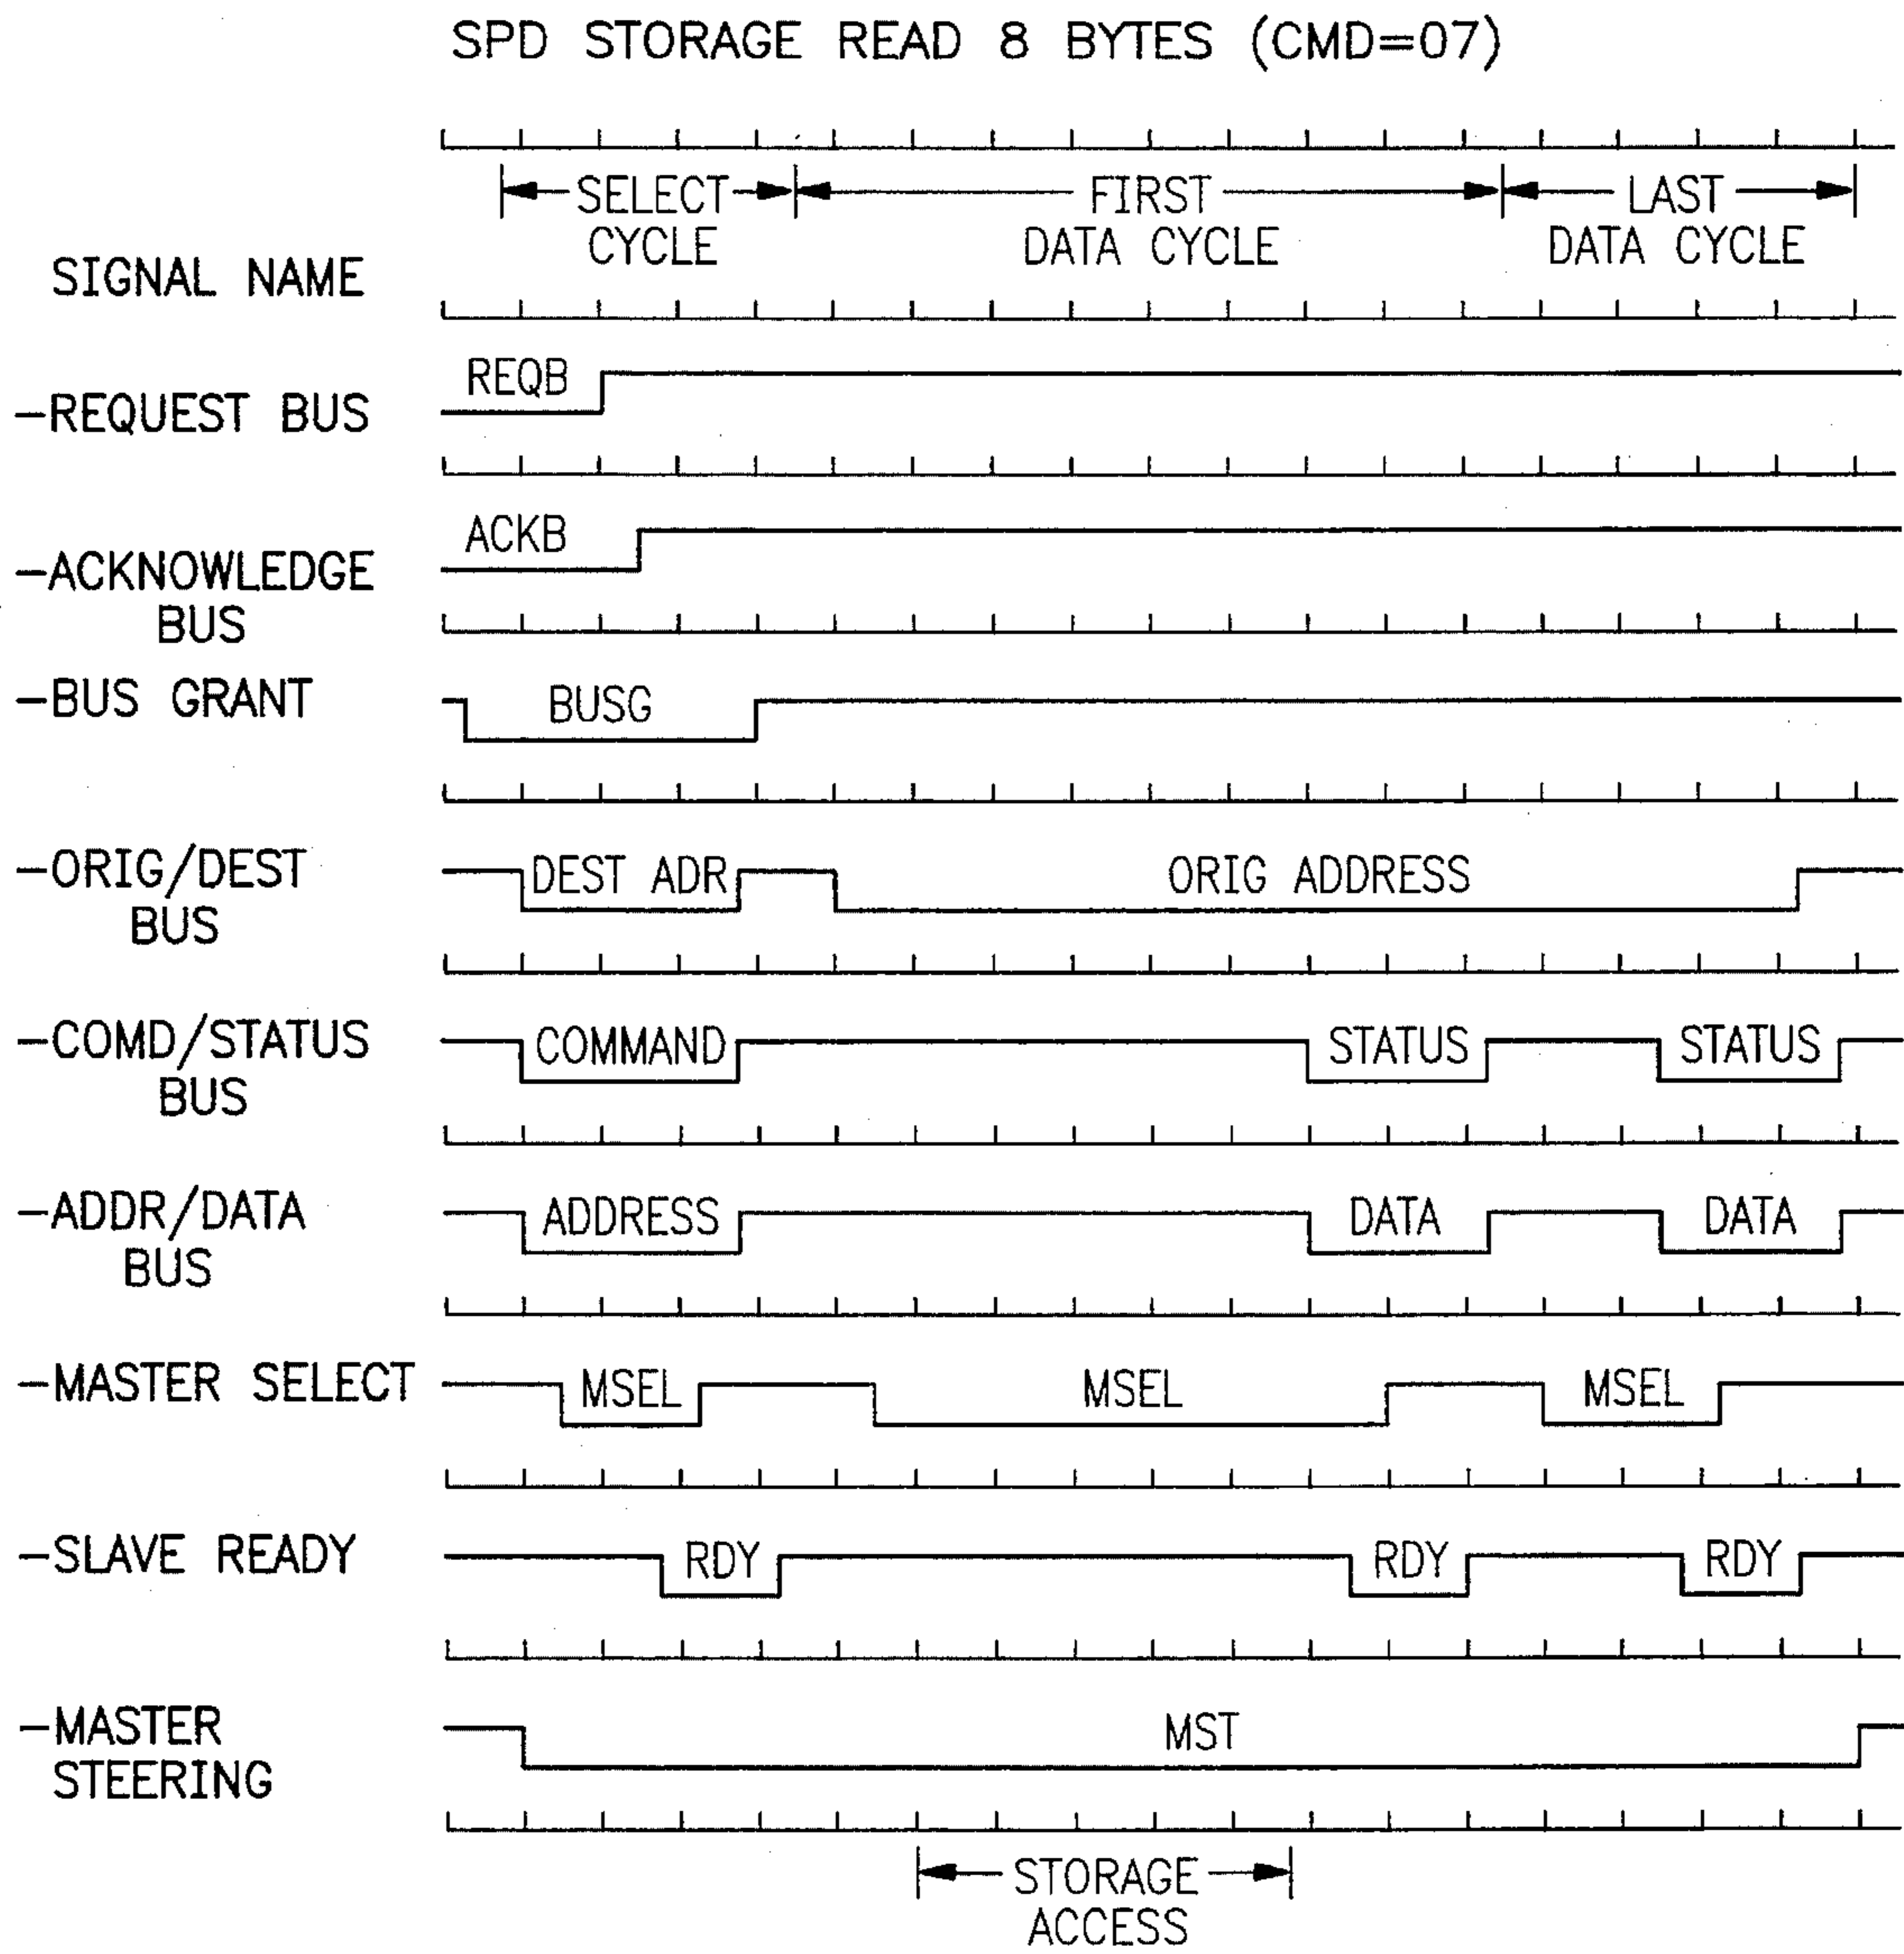 SPD STORAGE READ 8 BYTES (CMD=07)
SELECT CYCLE
FIRST DATA CYCLE
LAST DATA CYCLE
SIGNAL NAME
REQB
−REQUEST BUS
ACKB
−ACKNOWLEDGE
BUS
−BUS GRANT
BUSG
−ORIG/DEST
BUS
DEST ADR
ORIG ADDRESS
−COMD/STATUS
BUS
COMMAND
STATUS
STATUS
−ADDR/DATA
BUS
ADDRESS
DATA
DATA
−MASTER SELECT
MSEL
MSEL
MSEL
−SLAVE READY
RDY
RDY
RDY
−MASTER
STEERING
MST
STORAGE
ACCESS